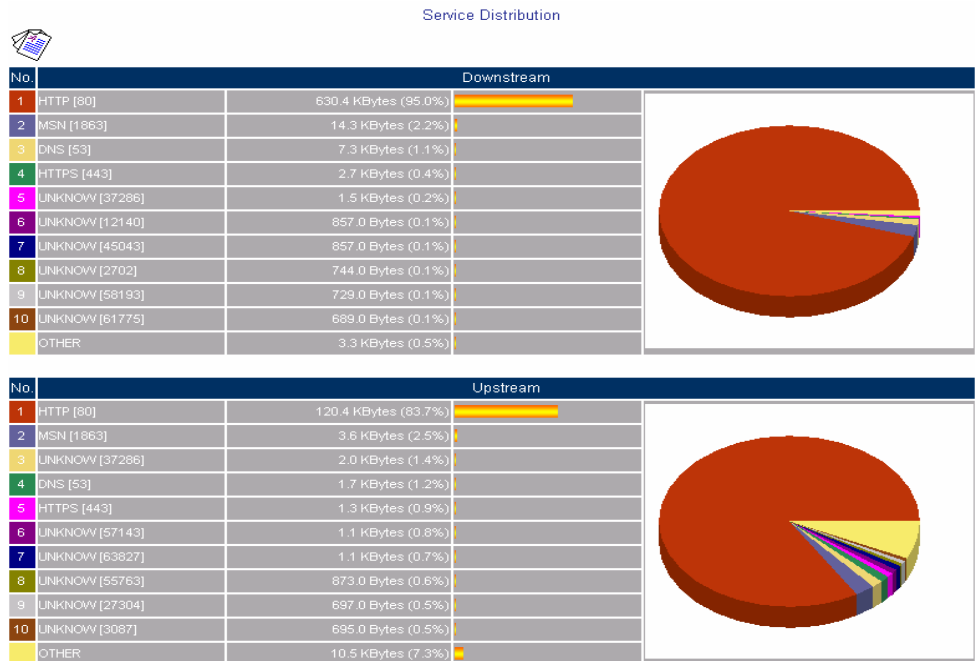 Service Distribution
No. Downstream
1 HTTP [80] 630.4 KBytes (95.0%)
2 MSN [1863] 14.3 KBytes (2.2%)
3 DNS [53] 7.3 KBytes (1.1%)
4 HTTPS [443] 2.7 KBytes (0.4%)
5 UNKNOW [37286] 1.5 KBytes (0.2%)
6 UNKNOW [12140] 857.0 Bytes (0.1%)
7 UNKNOW [45043] 857.0 Bytes (0.1%)
8 UNKNOW [2702] 744.0 Bytes (0.1%)
9 UNKNOW [58193] 729.0 Bytes (0.1%)
10 UNKNOW [61775] 689.0 Bytes (0.1%)
OTHER 3.3 KBytes (0.5%)
No. Upstream
1 HTTP [80] 120.4 KBytes (83.7%)
2 MSN [1863] 3.6 KBytes (2.5%)
3 UNKNOW [37286] 2.0 KBytes (1.4%)
4 DNS [53] 1.7 KBytes (1.2%)
5 HTTPS [443] 1.3 KBytes (0.9%)
6 UNKNOW [57143] 1.1 KBytes (0.8%)
7 UNKNOW [63827] 1.1 KBytes (0.7%)
8 UNKNOW [55763] 873.0 Bytes (0.6%)
9 UNKNOW [27304] 697.0 Bytes (0.5%)
10 UNKNOW [3087] 695.0 Bytes (0.5%)
OTHER 10.5 KBytes (7.3%)